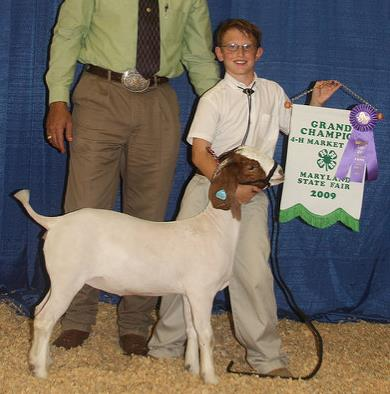 GRAND
CHAMPION
4-H MARKET
MARYLAND
STATE FAIR
2009